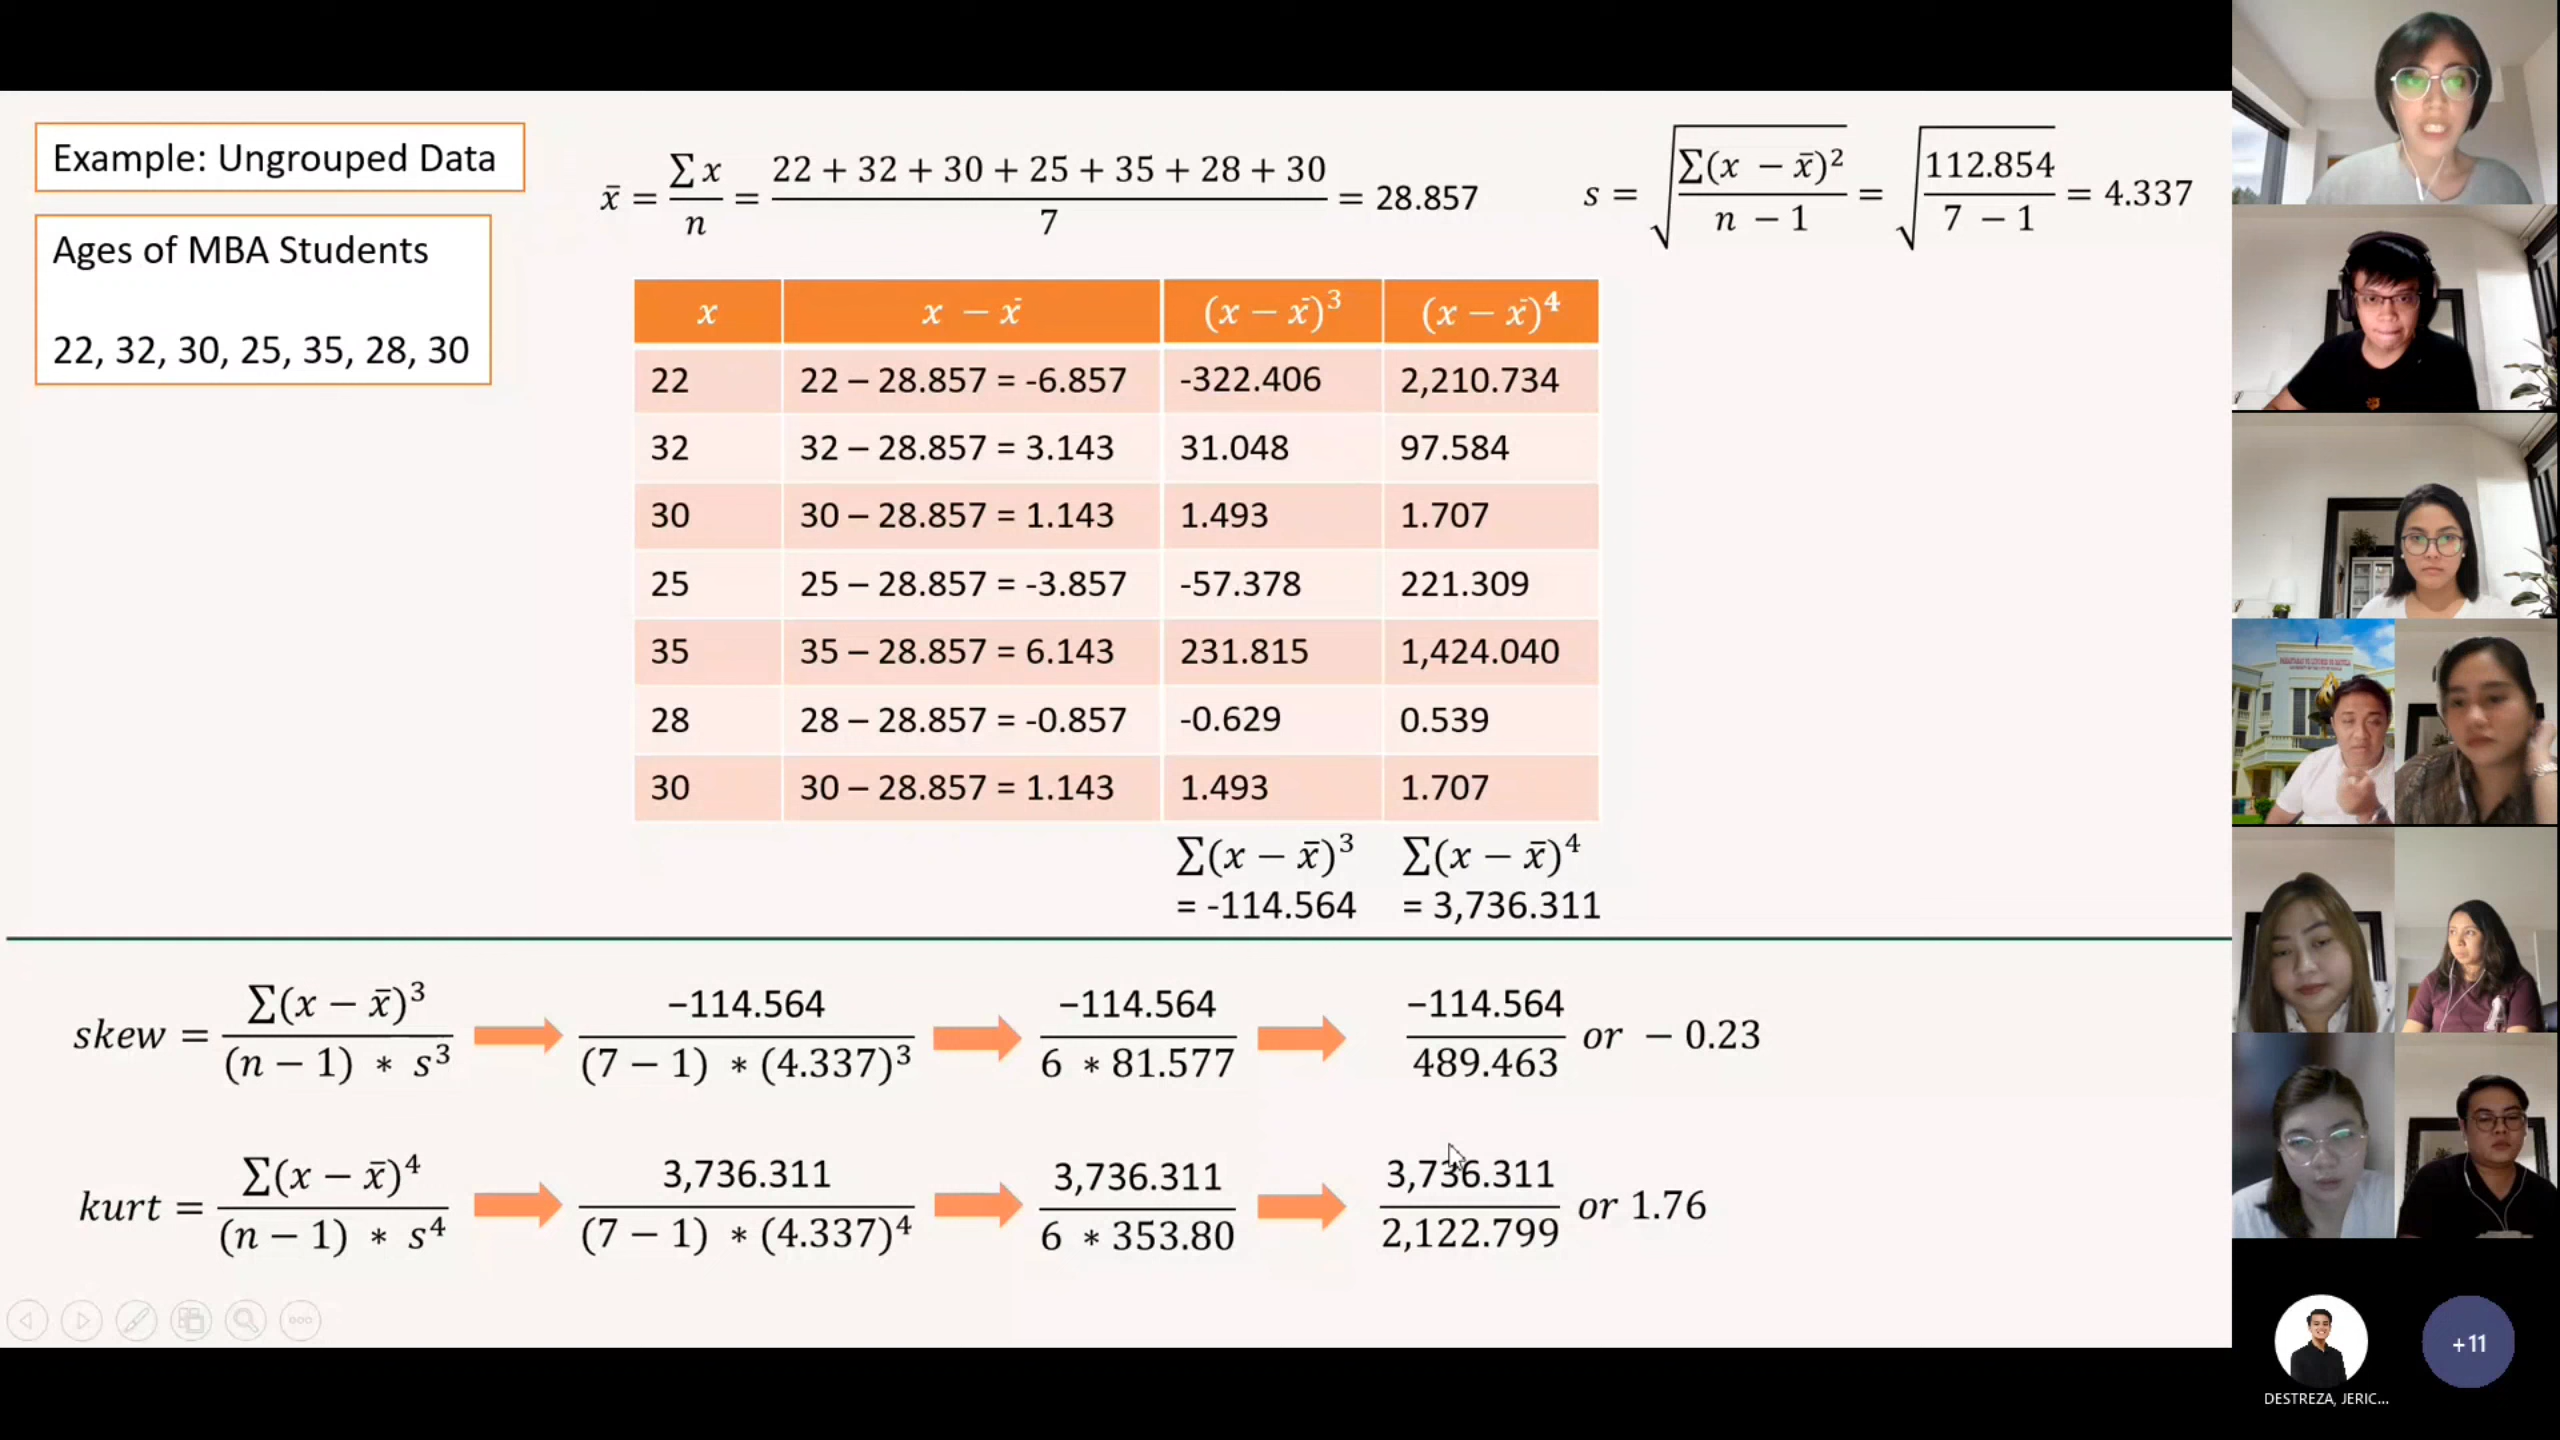 Example: Ungrouped Data
Ages of MBA Students
22, 32, 30, 25, 35, 28, 30
x̄ = ∑x / n = 22 + 32 + 30 + 25 + 35 + 28 + 30 / 7 = 28.857
s = √(∑(x − x̄)² / n − 1) = √(112.854 / 7 − 1) = 4.337
x x − x̄ (x − x̄)³ (x − x̄)⁴
22 22 – 28.857 = -6.857 -322.406 2,210.734
32 32 – 28.857 = 3.143 31.048 97.584
30 30 – 28.857 = 1.143 1.493 1.707
25 25 – 28.857 = -3.857 -57.378 221.309
35 35 – 28.857 = 6.143 231.815 1,424.040
28 28 – 28.857 = -0.857 -0.629 0.539
30 30 – 28.857 = 1.143 1.493 1.707
∑(x − x̄)³ ∑(x − x̄)⁴
= -114.564 = 3,736.311
skew = ∑(x − x̄)³ / (n − 1) * s³ −114.564 / (7 − 1) * (4.337)³ −114.564 / 6 * 81.577 −114.564 / 489.463 or − 0.23
kurt = ∑(x − x̄)⁴ / (n − 1) * s⁴ 3,736.311 / (7 − 1) * (4.337)⁴ 3,736.311 / 6 * 353.80 3,736.311 / 2,122.799 or 1.76
+11
DESTREZA, JERIC...